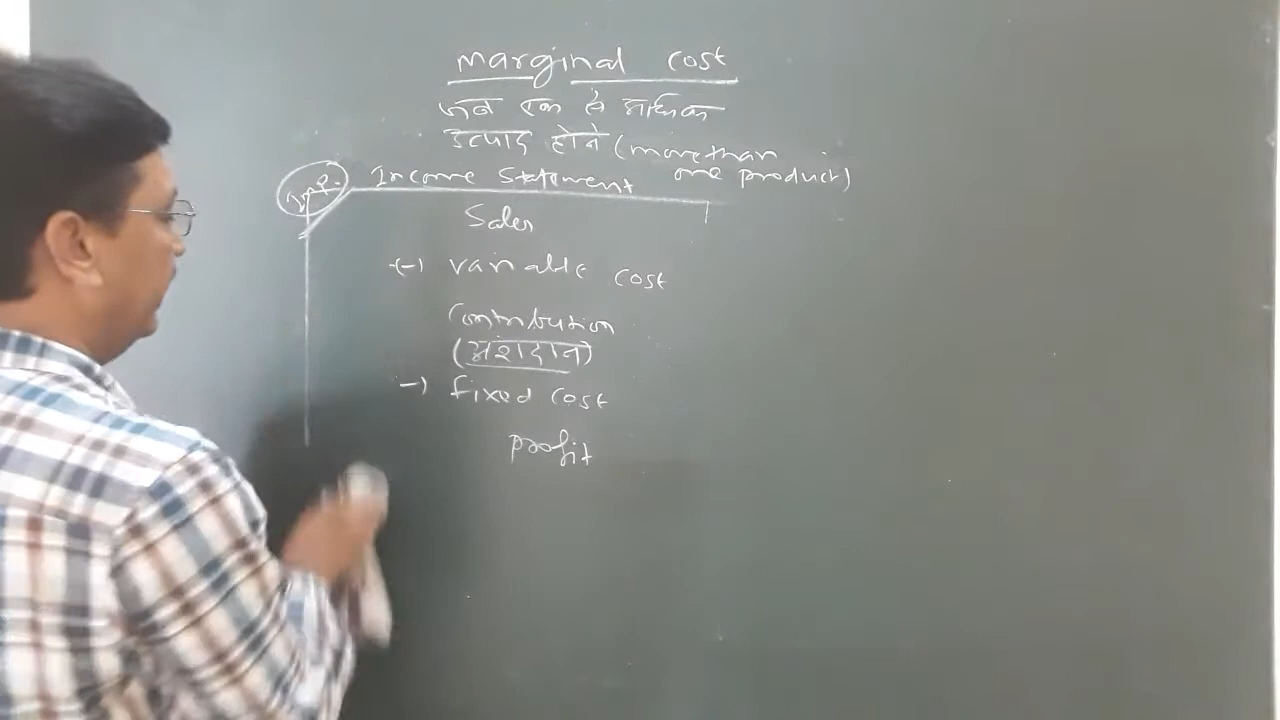 marginal cost
जब एक से अधिक
उत्पाद होने (more than
one product)
Imp. Income Statement
Sales
(-) variable cost
Contribution
(अंशदान)
-) fixed cost
profit